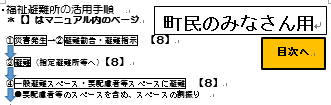 ・福祉避難所の活用手順
＊【】はマニュアル内のページ
町民のみなさん用
①災害発生→②避難勧告・避難指示 【8】
目次へ
③避難（指定避難所等へ）【8】
④一般避難スペース・要配慮者等スペースに避難 【8】
●要配慮者等のスペースを含め、スペースの割振り